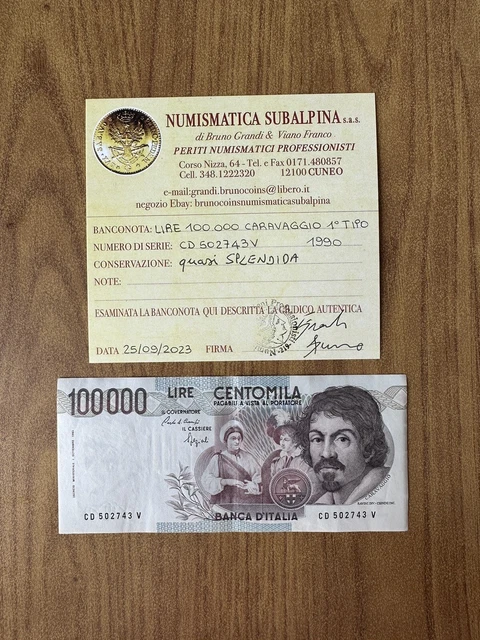 NUMISMATICA SUBALPINA s.a.s.
di Bruno Grandi & Viano Franco
PERITI NUMISMATICI PROFESSIONISTI
Corso Nizza, 64 - Tel. e Fax 0171.480857
Cell. 348.1222320 12100 CUNEO
e-mail:grandi.brunocoins@libero.it
negozio Ebay: brunocoinsnumismaticasubalpina
BANCONOTA: LIRE 100.000 CARAVAGGIO 1° TIPO
NUMERO DI SERIE: CD 502743 V 1990
CONSERVAZIONE: quasi SPLENDIDA
NOTE:
ESAMINATA LA BANCONOTA QUI DESCRITTA LA GIUDICO AUTENTICA
DATA 25/09/2023 FIRMA
100000 LIRE CENTOMILA
PAGABILI A VISTA AL PORTATORE
IL GOVERNATORE
IL CASSIERE
CARAVAGGIO
CD 502743 V BANCA D'ITALIA CD 502743 V